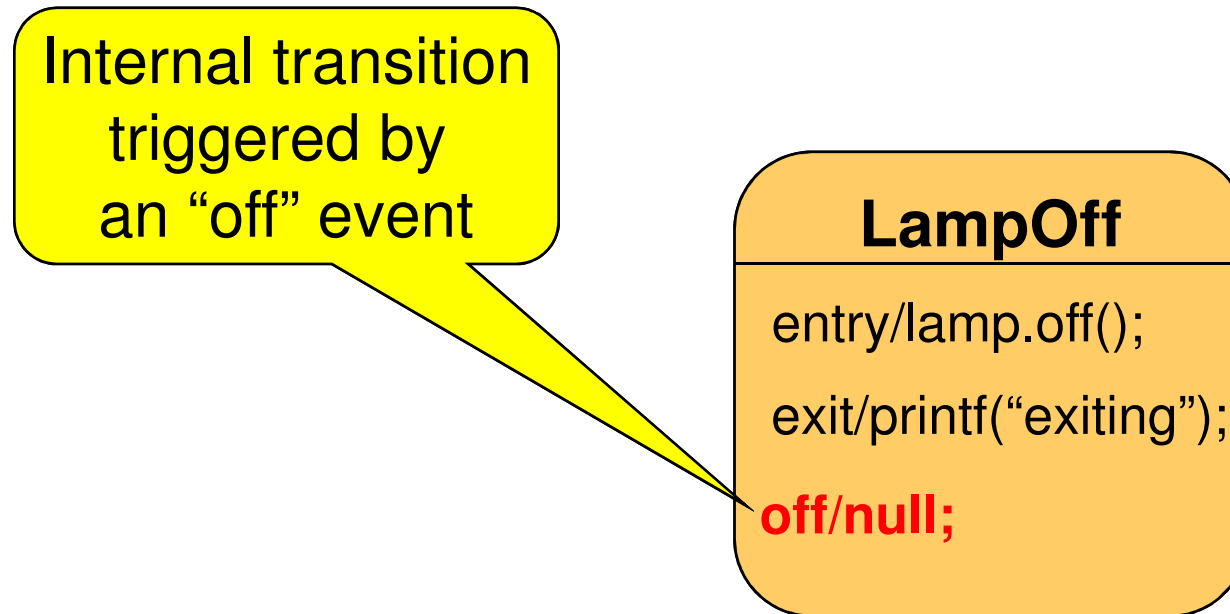 Internal transition
triggered by
an “off” event
LampOff
entry/lamp.off();
exit/printf(“exiting”);
off/null;